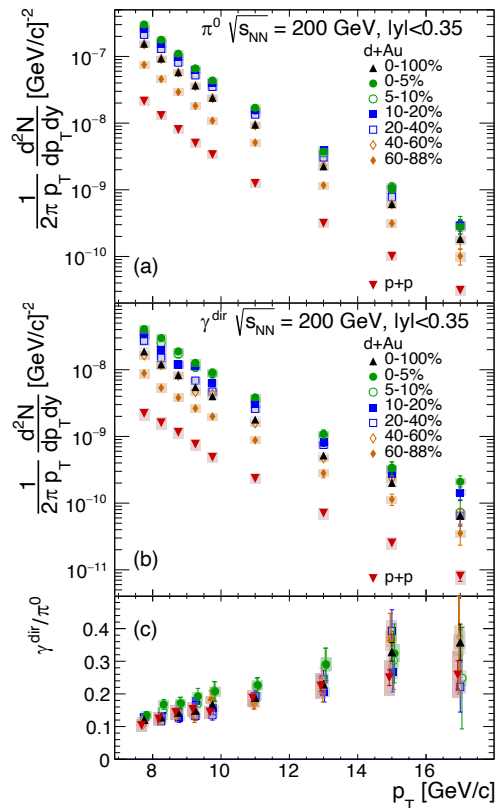 π⁰ √s_NN = 200 GeV, |y|<0.35
d+Au
0-100%
0-5%
5-10%
10-20%
20-40%
40-60%
60-88%
p+p
(a)
1/(2π p_T) d²N/(dp_T dy) [GeV/c]⁻²
10⁻⁷
10⁻⁸
10⁻⁹
10⁻¹⁰
γ^dir √s_NN = 200 GeV, |y|<0.35
d+Au
0-100%
0-5%
5-10%
10-20%
20-40%
40-60%
60-88%
p+p
(b)
1/(2π p_T) d²N/(dp_T dy) [GeV/c]⁻²
10⁻⁷
10⁻⁸
10⁻⁹
10⁻¹⁰
10⁻¹¹
(c)
γ^dir/π⁰
0.4
0.3
0.2
0.1
0
8 10 12 14 16
p_T [GeV/c]